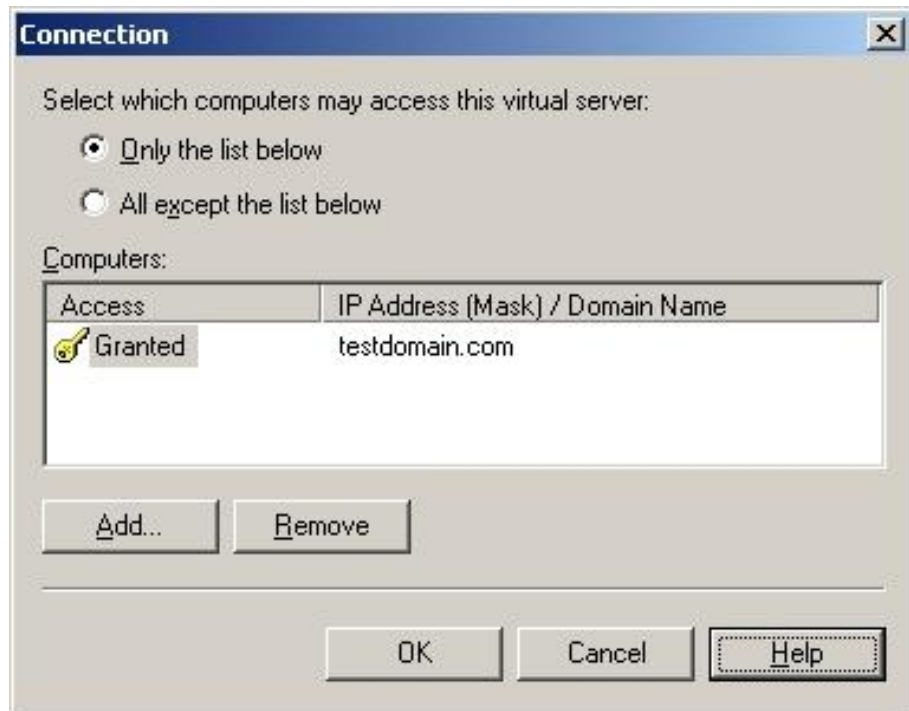 Connection
Select which computers may access this virtual server:
Only the list below
All except the list below
Computers:
Access IP Address (Mask) / Domain Name
Granted testdomain.com
Add... Remove
OK Cancel Help